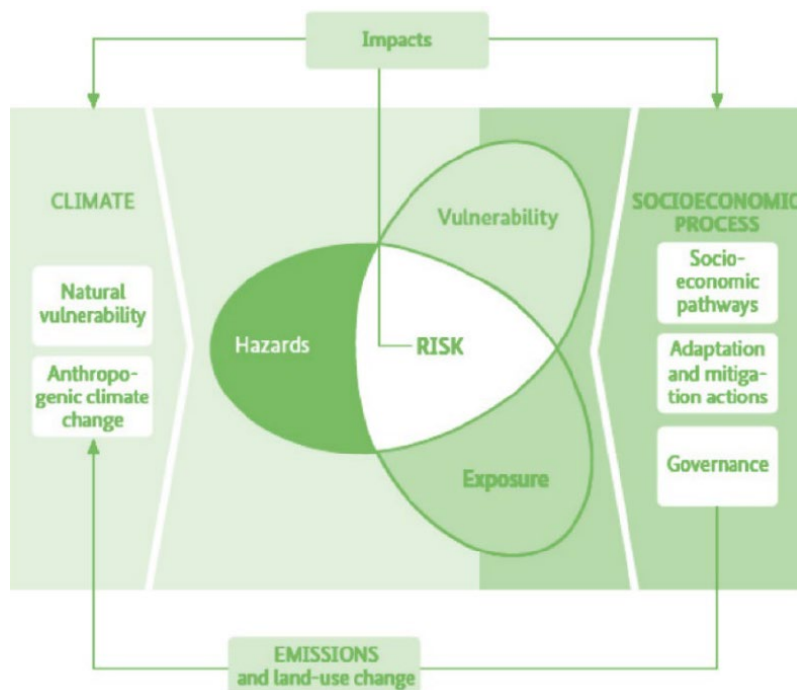 Impacts
CLIMATE
Natural
vulnerability
Anthropo-
genic climate
change
Hazards
Vulnerability
RISK
Exposure
SOCIOECONOMIC
PROCESS
Socio-
economic
pathways
Adaptation
and mitiga-
tion actions
Governance
EMISSIONS
and land-use change